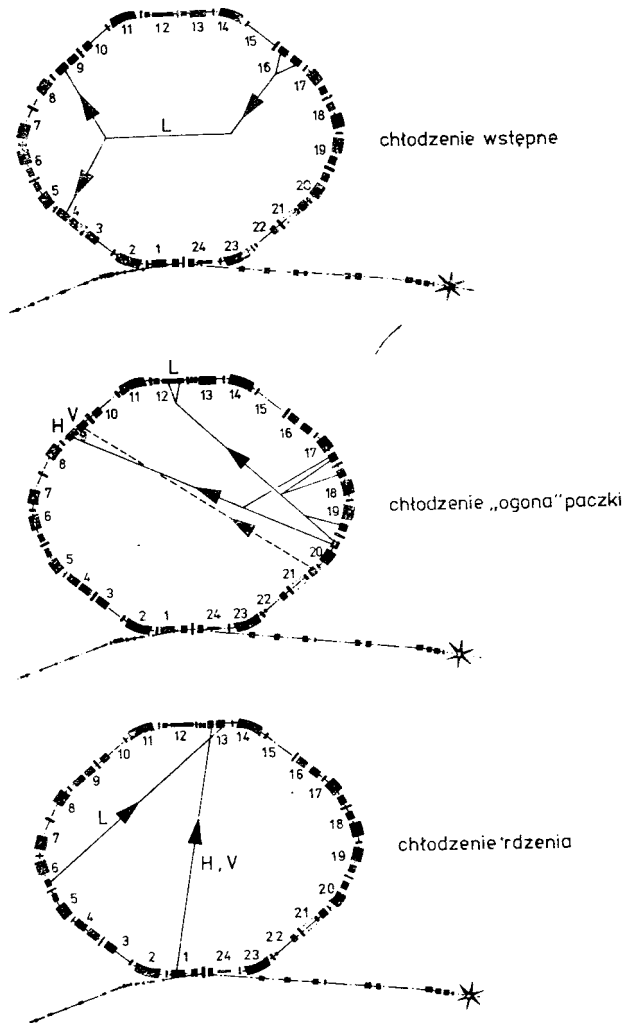 11 12 13 14
10 15
9 16
8 17
L
7 18
6 19
5 20
4 21
3 22
2 1 24 23
chłodzenie wstępne
L
11 12 13 14
V 10 15
H 9 16
8 17
7 18
6 19
5 20
4 21
3 22
2 1 24 23
chłodzenie „ogona" paczki
11 12 13 14
10 15
9 16
8 17
L
7 18
6 19
H, V
5 20
4 21
3 22
2 1 24 23
chłodzenie rdzenia